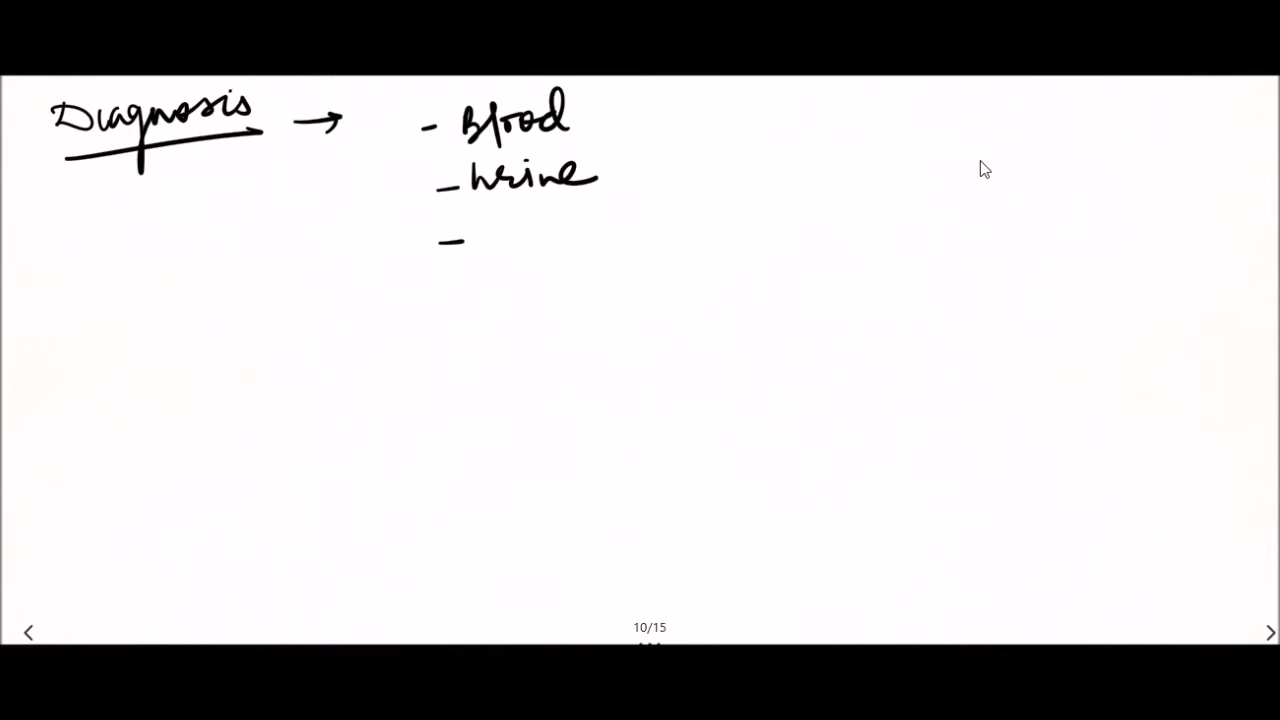 Diagnosis → - Blood
- Urine
-
10/15